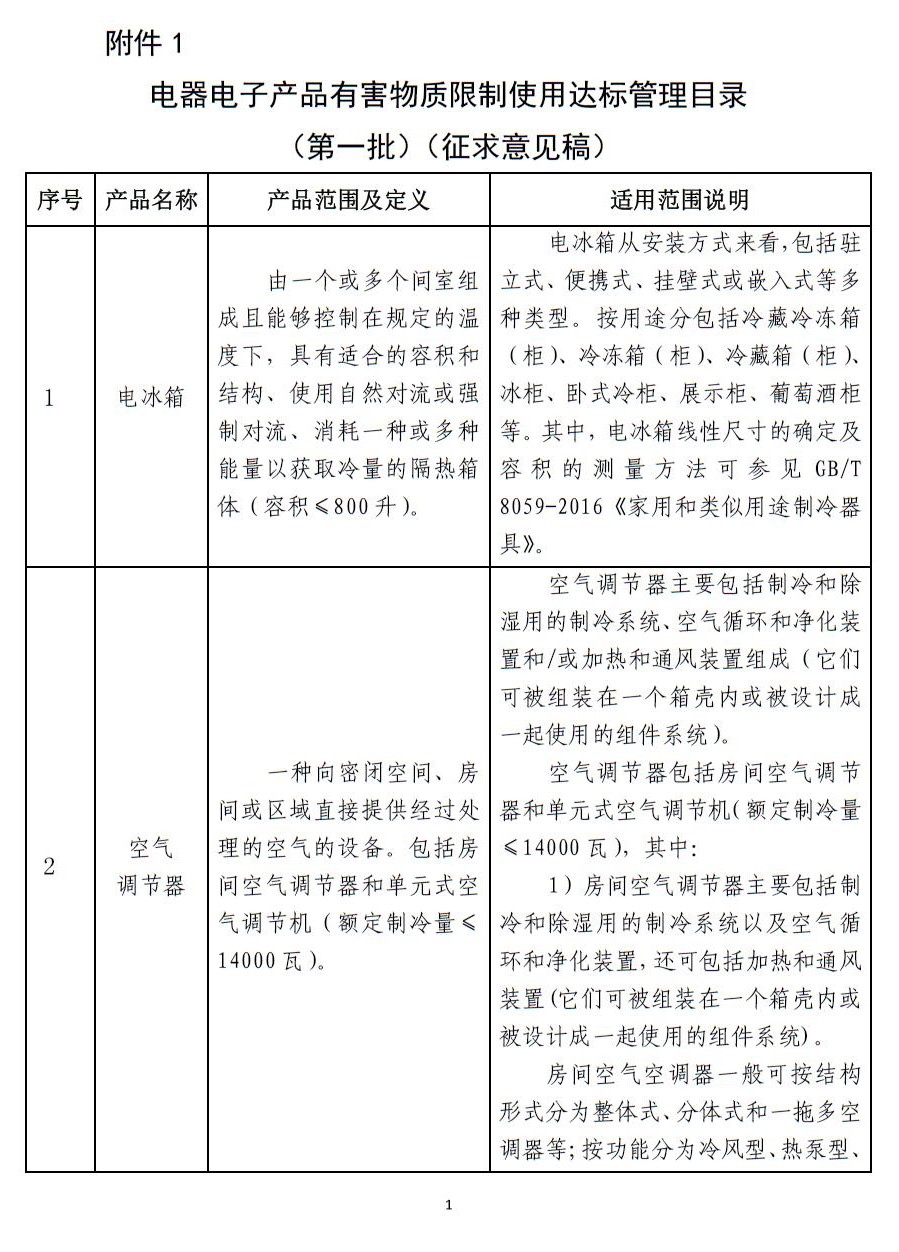 附件 1
电器电子产品有害物质限制使用达标管理目录
（第一批）（征求意见稿）
序号 产品名称 产品范围及定义 适用范围说明
1
电冰箱
由一个或多个间室组
成且能够控制在规定的温
度下，具有适合的容积和
结构、使用自然对流或强
制对流、消耗一种或多种
能量以获取冷量的隔热箱
体（容积≤800 升）。
电冰箱从安装方式来看,包括驻
立式、便携式、挂壁式或嵌入式等多
种类型。按用途分包括冷藏冷冻箱
（柜）、冷冻箱（柜）、冷藏箱（柜）、
冰柜、卧式冷柜、展示柜、葡萄酒柜
等。其中，电冰箱线性尺寸的确定及
容积的测量方法可参见 GB/T
8059-2016《家用和类似用途制冷器
具》。
2
空气
调节器
一种向密闭空间、房
间或区域直接提供经过处
理的空气的设备。包括房
间空气调节器和单元式空
气调节机（额定制冷量≤
14000 瓦）。
空气调节器主要包括制冷和除
湿用的制冷系统、空气循环和净化装
置和/或加热和通风装置组成（它们
可被组装在一个箱壳内或被设计成
一起使用的组件系统）。
空气调节器包括房间空气调节
器和单元式空气调节机(额定制冷量
≤14000 瓦)，其中：
1）房间空气调节器主要包括制
冷和除湿用的制冷系统以及空气循
环和净化装置,还可包括加热和通风
装置(它们可被组装在一个箱壳内或
被设计成一起使用的组件系统)。
房间空气空调器一般可按结构
形式分为整体式、分体式和一拖多空
调器等;按功能分为冷风型、热泵型、
1